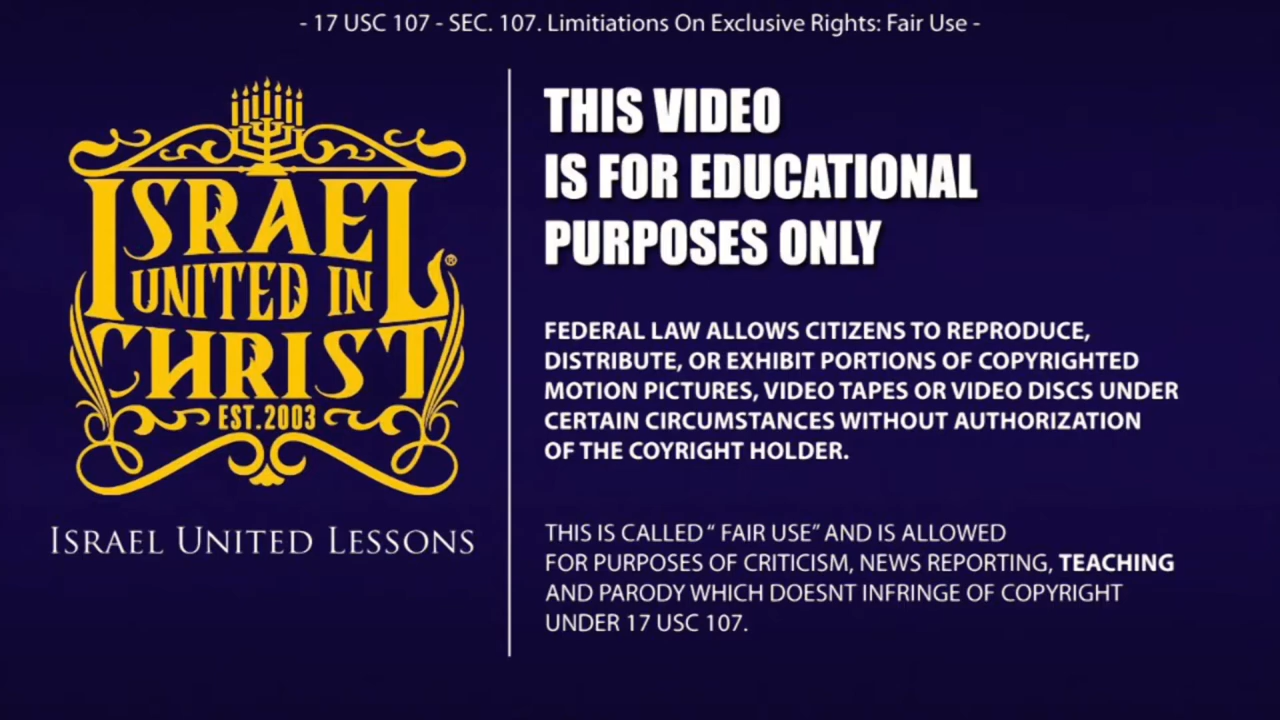 - 17 USC 107 - SEC. 107. Limitiations On Exclusive Rights: Fair Use -
ISRAEL
UNITED IN
CHRIST
®
EST.2003
ISRAEL UNITED LESSONS
THIS VIDEO
IS FOR EDUCATIONAL
PURPOSES ONLY
FEDERAL LAW ALLOWS CITIZENS TO REPRODUCE,
DISTRIBUTE, OR EXHIBIT PORTIONS OF COPYRIGHTED
MOTION PICTURES, VIDEO TAPES OR VIDEO DISCS UNDER
CERTAIN CIRCUMSTANCES WITHOUT AUTHORIZATION
OF THE COYRIGHT HOLDER.
THIS IS CALLED “ FAIR USE” AND IS ALLOWED
FOR PURPOSES OF CRITICISM, NEWS REPORTING, TEACHING
AND PARODY WHICH DOESNT INFRINGE OF COPYRIGHT
UNDER 17 USC 107.